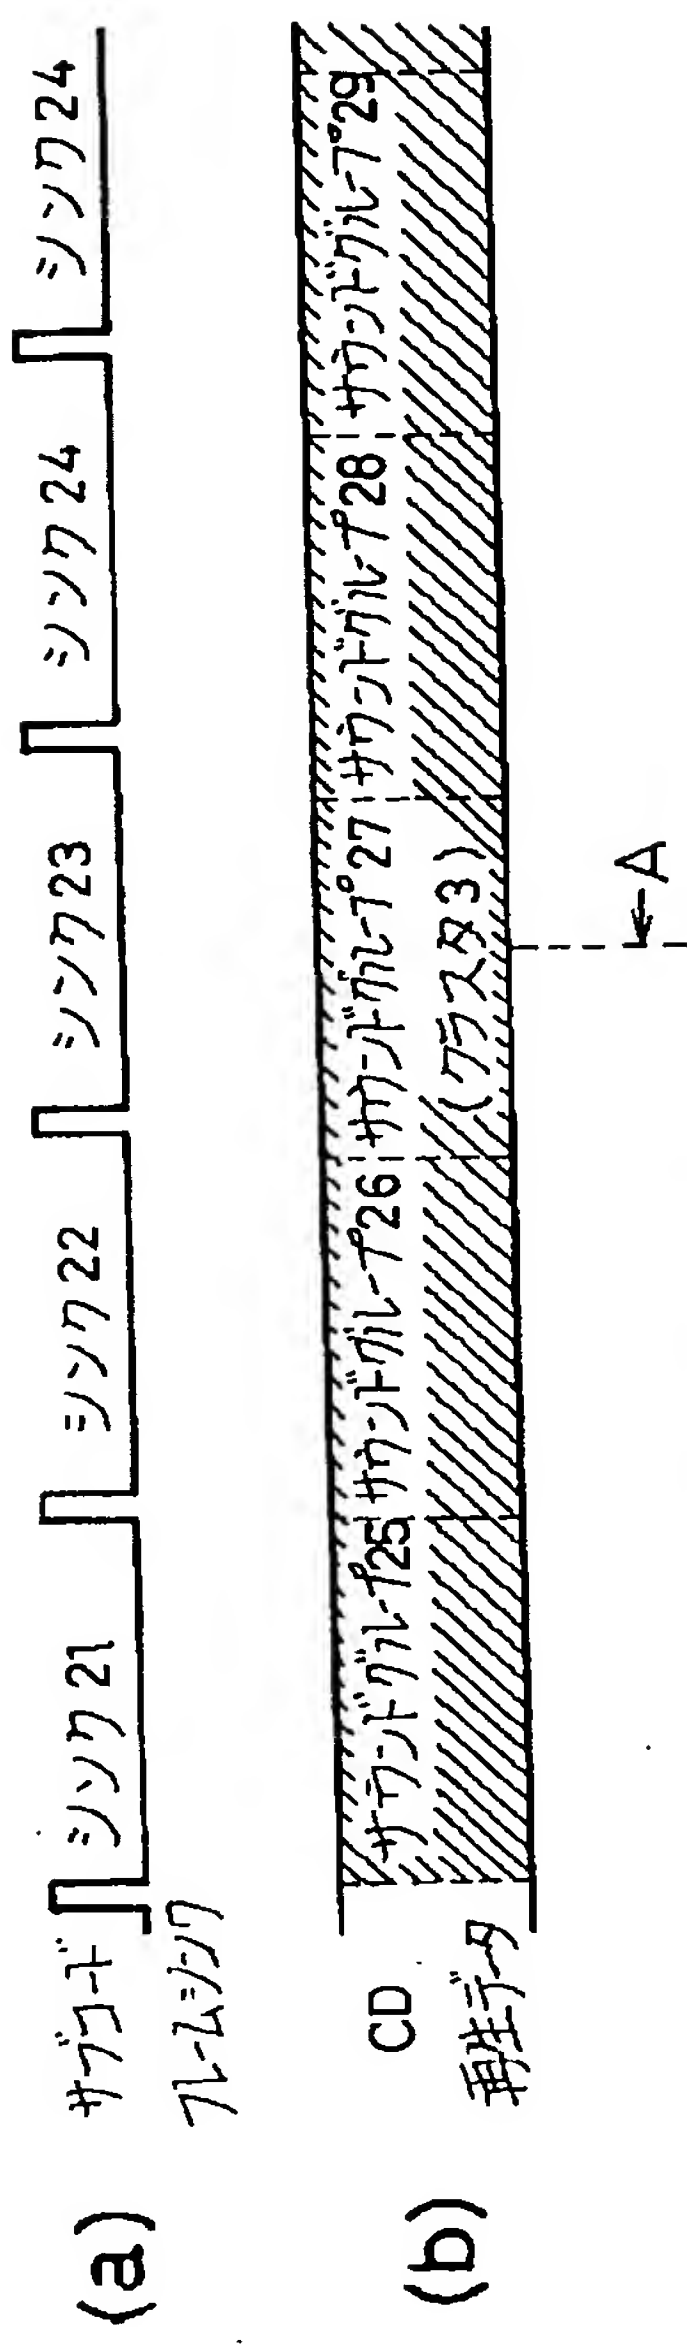 (a)
サブコード
フレームシンク
シンク21
シンク22
シンク23
シンク24
シンク24
(b)
CD
再生データ
サラウンドグループ25
サウンドグループ26
サウンドグループ27
サウンドグループ28
サウンドグループ29
(クラスタ3)
A